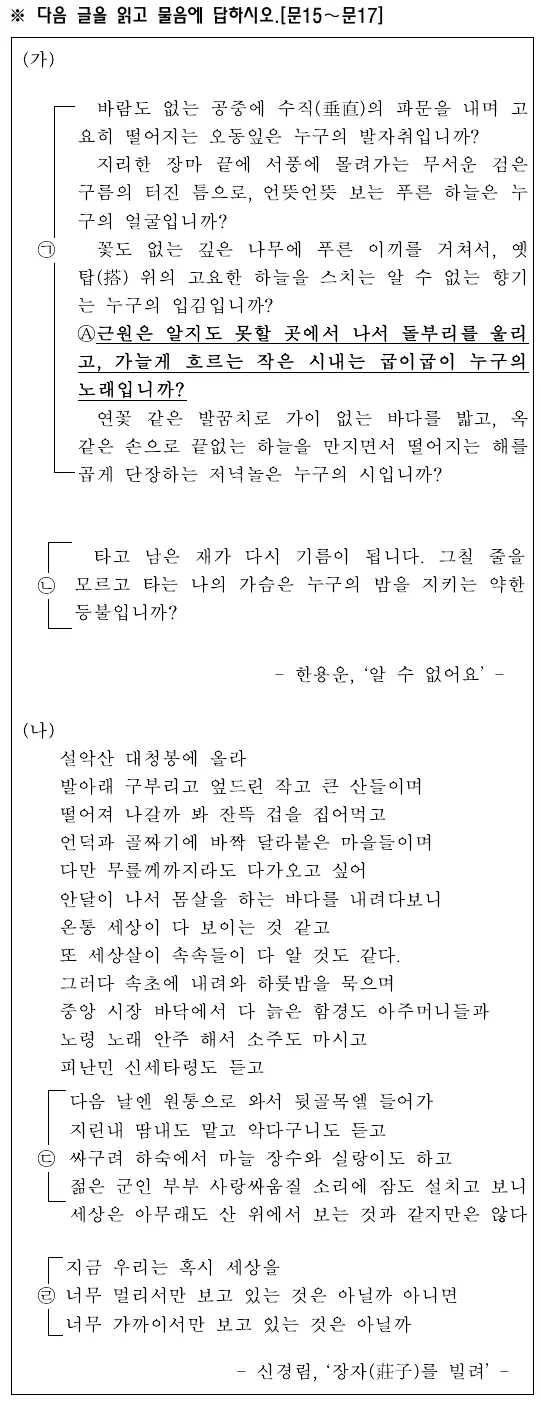 ※ 다음 글을 읽고 물음에 답하시오.[문15～문17]
(가)
바람도 없는 공중에 수직(垂直)의 파문을 내며 고
요히 떨어지는 오동잎은 누구의 발자취입니까?
지리한 장마 끝에 서풍에 몰려가는 무서운 검은
구름의 터진 틈으로, 언뜻언뜻 보는 푸른 하늘은 누
구의 얼굴입니까?
㉠ 꽃도 없는 깊은 나무에 푸른 이끼를 거쳐서, 옛
탑(搭) 위의 고요한 하늘을 스치는 알 수 없는 향기
는 누구의 입김입니까?
Ⓐ근원은 알지도 못할 곳에서 나서 돌부리를 울리
고, 가늘게 흐르는 작은 시내는 굽이굽이 누구의
노래입니까?
연꽃 같은 발꿈치로 가이 없는 바다를 밟고, 옥
같은 손으로 끝없는 하늘을 만지면서 떨어지는 해를
곱게 단장하는 저녁놀은 누구의 시입니까?
타고 남은 재가 다시 기름이 됩니다. 그칠 줄을
㉡ 모르고 타는 나의 가슴은 누구의 밤을 지키는 약한
등불입니까?
- 한용운, ‘알 수 없어요’ -
(나)
설악산 대청봉에 올라
발아래 구부리고 엎드린 작고 큰 산들이며
떨어져 나갈까 봐 잔뜩 겁을 집어먹고
언덕과 골짜기에 바짝 달라붙은 마을들이며
다만 무릎께까지라도 다가오고 싶어
안달이 나서 몸살을 하는 바다를 내려다보니
온통 세상이 다 보이는 것 같고
또 세상살이 속속들이 다 알 것도 같다.
그러다 속초에 내려와 하룻밤을 묵으며
중앙 시장 바닥에서 다 늙은 함경도 아주머니들과
노령 노래 안주 해서 소주도 마시고
피난민 신세타령도 듣고
다음 날엔 원통으로 와서 뒷골목엘 들어가
지린내 땀내도 맡고 악다구니도 듣고
㉢ 싸구려 하숙에서 마늘 장수와 실랑이도 하고
젊은 군인 부부 사랑싸움질 소리에 잠도 설치고 보니
세상은 아무래도 산 위에서 보는 것과 같지만은 않다
지금 우리는 혹시 세상을
㉣ 너무 멀리서만 보고 있는 것은 아닐까 아니면
너무 가까이서만 보고 있는 것은 아닐까
- 신경림, ‘장자(莊子)를 빌려’ -